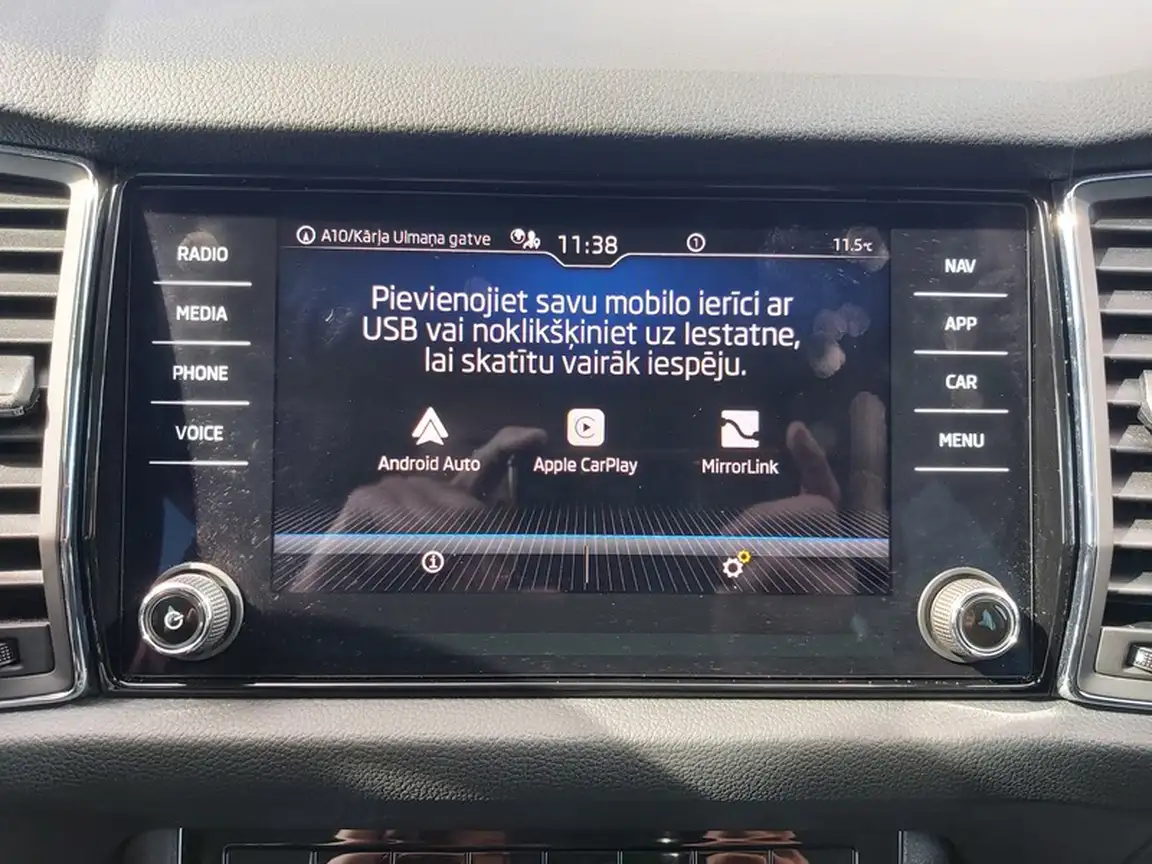 A10/Kārļa Ulmaņa gatve 11:38 1 11.5°C
RADIO
MEDIA
PHONE
VOICE
Pievienojiet savu mobilo ierīci ar
USB vai noklikšķiniet uz Iestatne,
lai skatītu vairāk iespēju.
Android Auto Apple CarPlay MirrorLink
NAV
APP
CAR
MENU